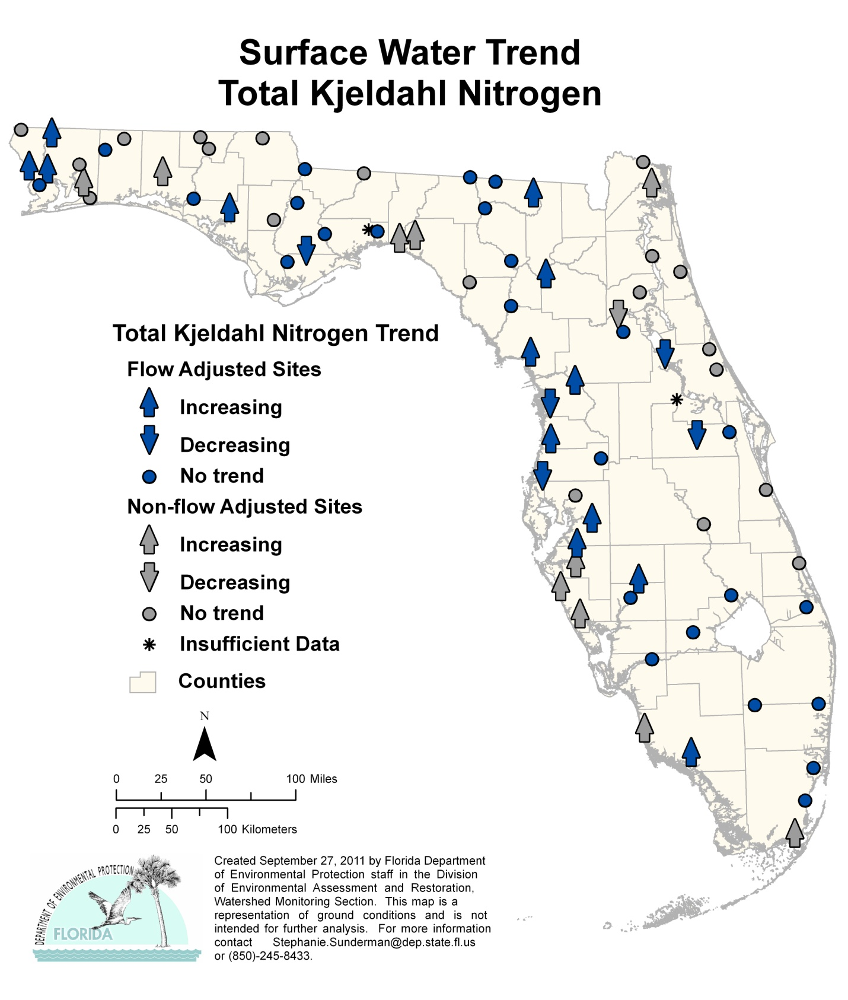 Surface Water Trend
Total Kjeldahl Nitrogen
Total Kjeldahl Nitrogen Trend
Flow Adjusted Sites
Increasing
Decreasing
No trend
Non-flow Adjusted Sites
Increasing
Decreasing
No trend
Insufficient Data
Counties
N
0 25 50 100 Miles
0 25 50 100 Kilometers
DEPARTMENT OF ENVIRONMENTAL PROTECTION
FLORIDA
Created September 27, 2011 by Florida Department
of Environmental Protection staff in the Division
of Environmental Assessment and Restoration,
Watershed Monitoring Section. This map is a
representation of ground conditions and is not
intended for further analysis. For more information
contact Stephanie.Sunderman@dep.state.fl.us
or (850)-245-8433.